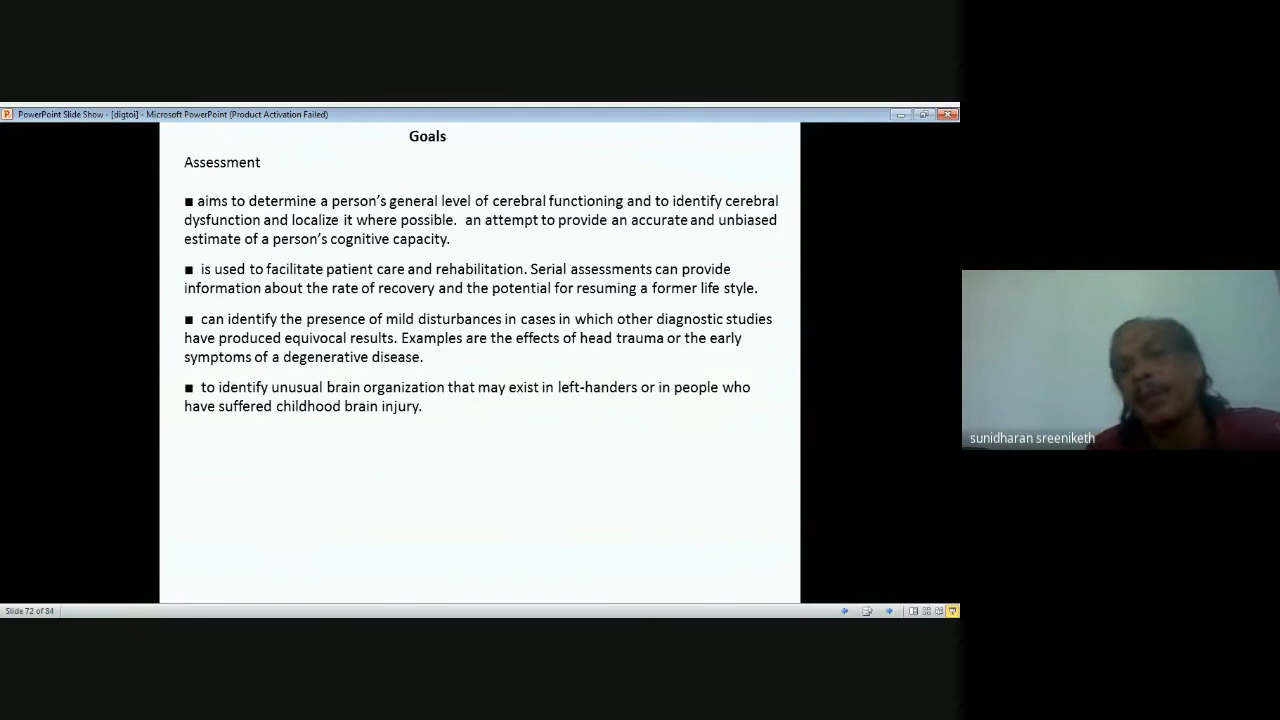 PowerPoint Slide Show - [digtoi] - Microsoft PowerPoint (Product Activation Failed)
Goals
Assessment
■ aims to determine a person's general level of cerebral functioning and to identify cerebral
dysfunction and localize it where possible.  an attempt to provide an accurate and unbiased
estimate of a person's cognitive capacity.
■  is used to facilitate patient care and rehabilitation. Serial assessments can provide
information about the rate of recovery and the potential for resuming a former life style.
■  can identify the presence of mild disturbances in cases in which other diagnostic studies
have produced equivocal results. Examples are the effects of head trauma or the early
symptoms of a degenerative disease.
■  to identify unusual brain organization that may exist in left-handers or in people who
have suffered childhood brain injury.
sunidharan sreeniketh
Slide 72 of 84